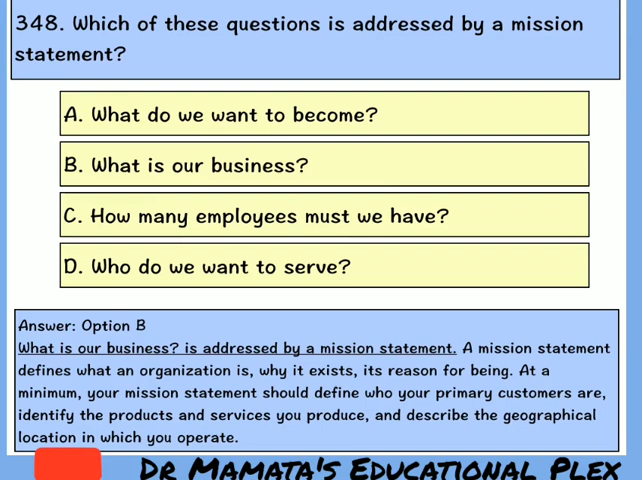 348. Which of these questions is addressed by a mission
statement?
A. What do we want to become?
B. What is our business?
C. How many employees must we have?
D. Who do we want to serve?
Answer: Option B
What is our business? is addressed by a mission statement. A mission statement
defines what an organization is, why it exists, its reason for being. At a
minimum, your mission statement should define who your primary customers are,
identify the products and services you produce, and describe the geographical
location in which you operate.
DR MAMATA'S EDUCATIONAL PLEX